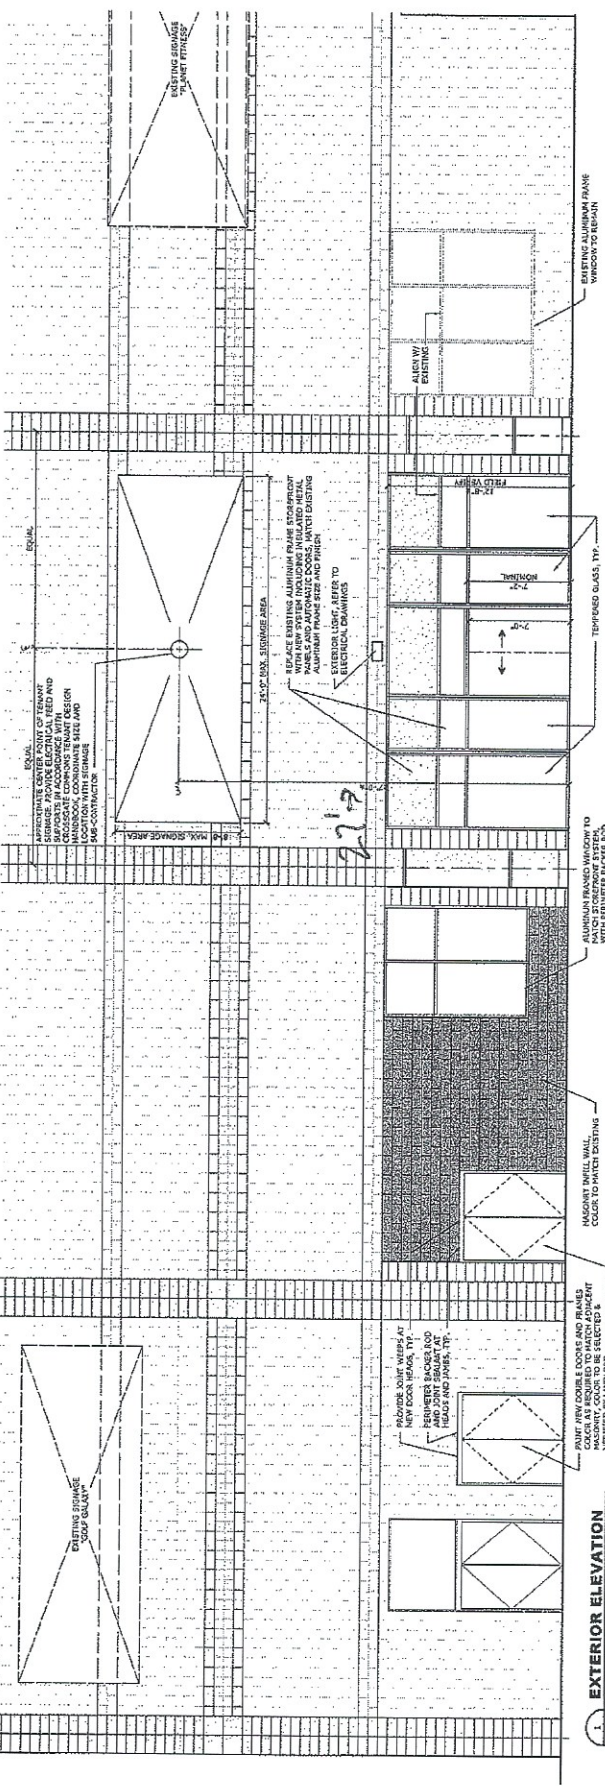 EXISTING SIGNAGE
"GOLF GALAXY"
EXISTING SIGNAGE
"PLANET FITNESS"
EQUAL
EQUAL
APPROXIMATE CENTER POINT OF TENANT
SIGNAGE. PROVIDE ELECTRICAL FEED AND
SUPPORTS IN ACCORDANCE WITH
CROSSGATE COMMONS TENANT DESIGN
HANDBOOK, COORDINATE SIZE AND
LOCATION WITH SIGNAGE
SUB-CONTRACTOR
MAX. SIGNAGE AREA
24'-0" MAX. SIGNAGE AREA
22'
REPLACE EXISTING ALUMINUM FRAME STOREFRONT
WITH NEW SYSTEM INCLUDING INSULATED METAL
PANELS AND AUTOMATIC DOORS, MATCH EXISTING
ALUMINUM FRAME SIZE AND FINISH
EXTERIOR LIGHT, REFER TO
ELECTRICAL DRAWINGS
ALIGN W/
EXISTING
12'-8"
FIELD VERIFY
7'-2"
NOMINAL
7'-0"
PROVIDE JOINT WEEPS AT
NEW DOOR HEADS, TYP.
PERIMETER BACKER ROD
AND JOINT SEALANT AT
HEADS AND JAMBS, TYP.
PAINT NEW DOUBLE DOORS AND FRAMES
COLOR AS REQUIRED TO MATCH ADJACENT
MASONRY, COLOR TO BE SELECTED &
MASONRY INFILL WALL,
COLOR TO MATCH EXISTING
ALUMINUM FRAMED WINDOW TO
MATCH STOREFRONT SYSTEM,
WITH PERIMETER BACKER ROD
TEMPERED GLASS, TYP.
EXISTING ALUMINUM FRAME
WINDOW TO REMAIN
1
EXTERIOR ELEVATION